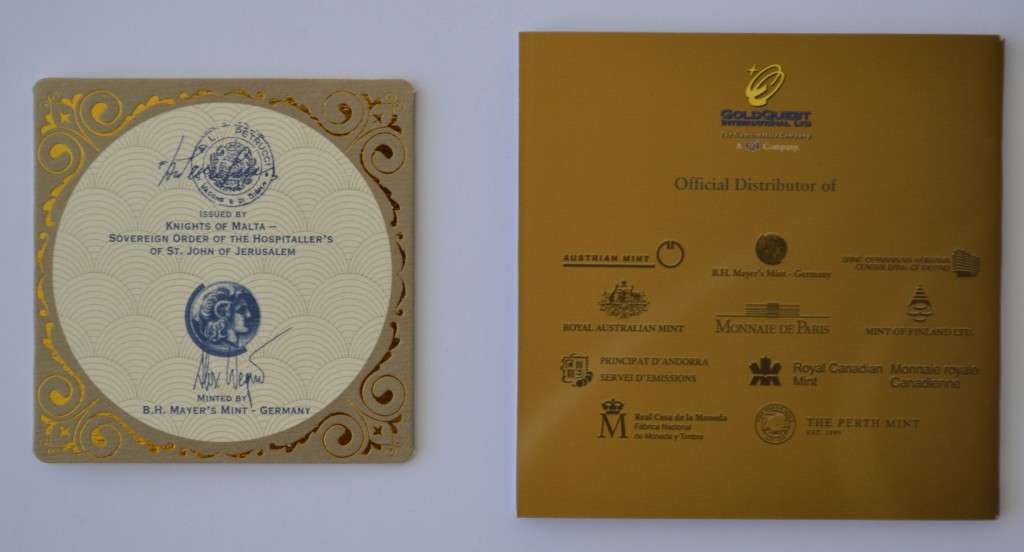 PETRUCCI
ISSUED BY
KNIGHTS OF MALTA –
SOVEREIGN ORDER OF THE HOSPITALLER'S
OF ST. JOHN OF JERUSALEM
MINTED BY
B.H. MAYER'S MINT - GERMANY
GOLDQUEST
INTERNATIONAL LTD
A QI Company.
Official Distributor of
AUSTRIAN MINT
B.H. Mayer's Mint - Germany
ROYAL AUSTRALIAN MINT
MONNAIE DE PARIS
MINT OF FINLAND LTD.
PRINCIPAT D'ANDORRA
SERVEI D'EMISSIONS
Royal Canadian
Mint
Monnaie royale
Canadienne
Real Casa de la Moneda
Fábrica Nacional
de Moneda y Timbre
THE PERTH MINT